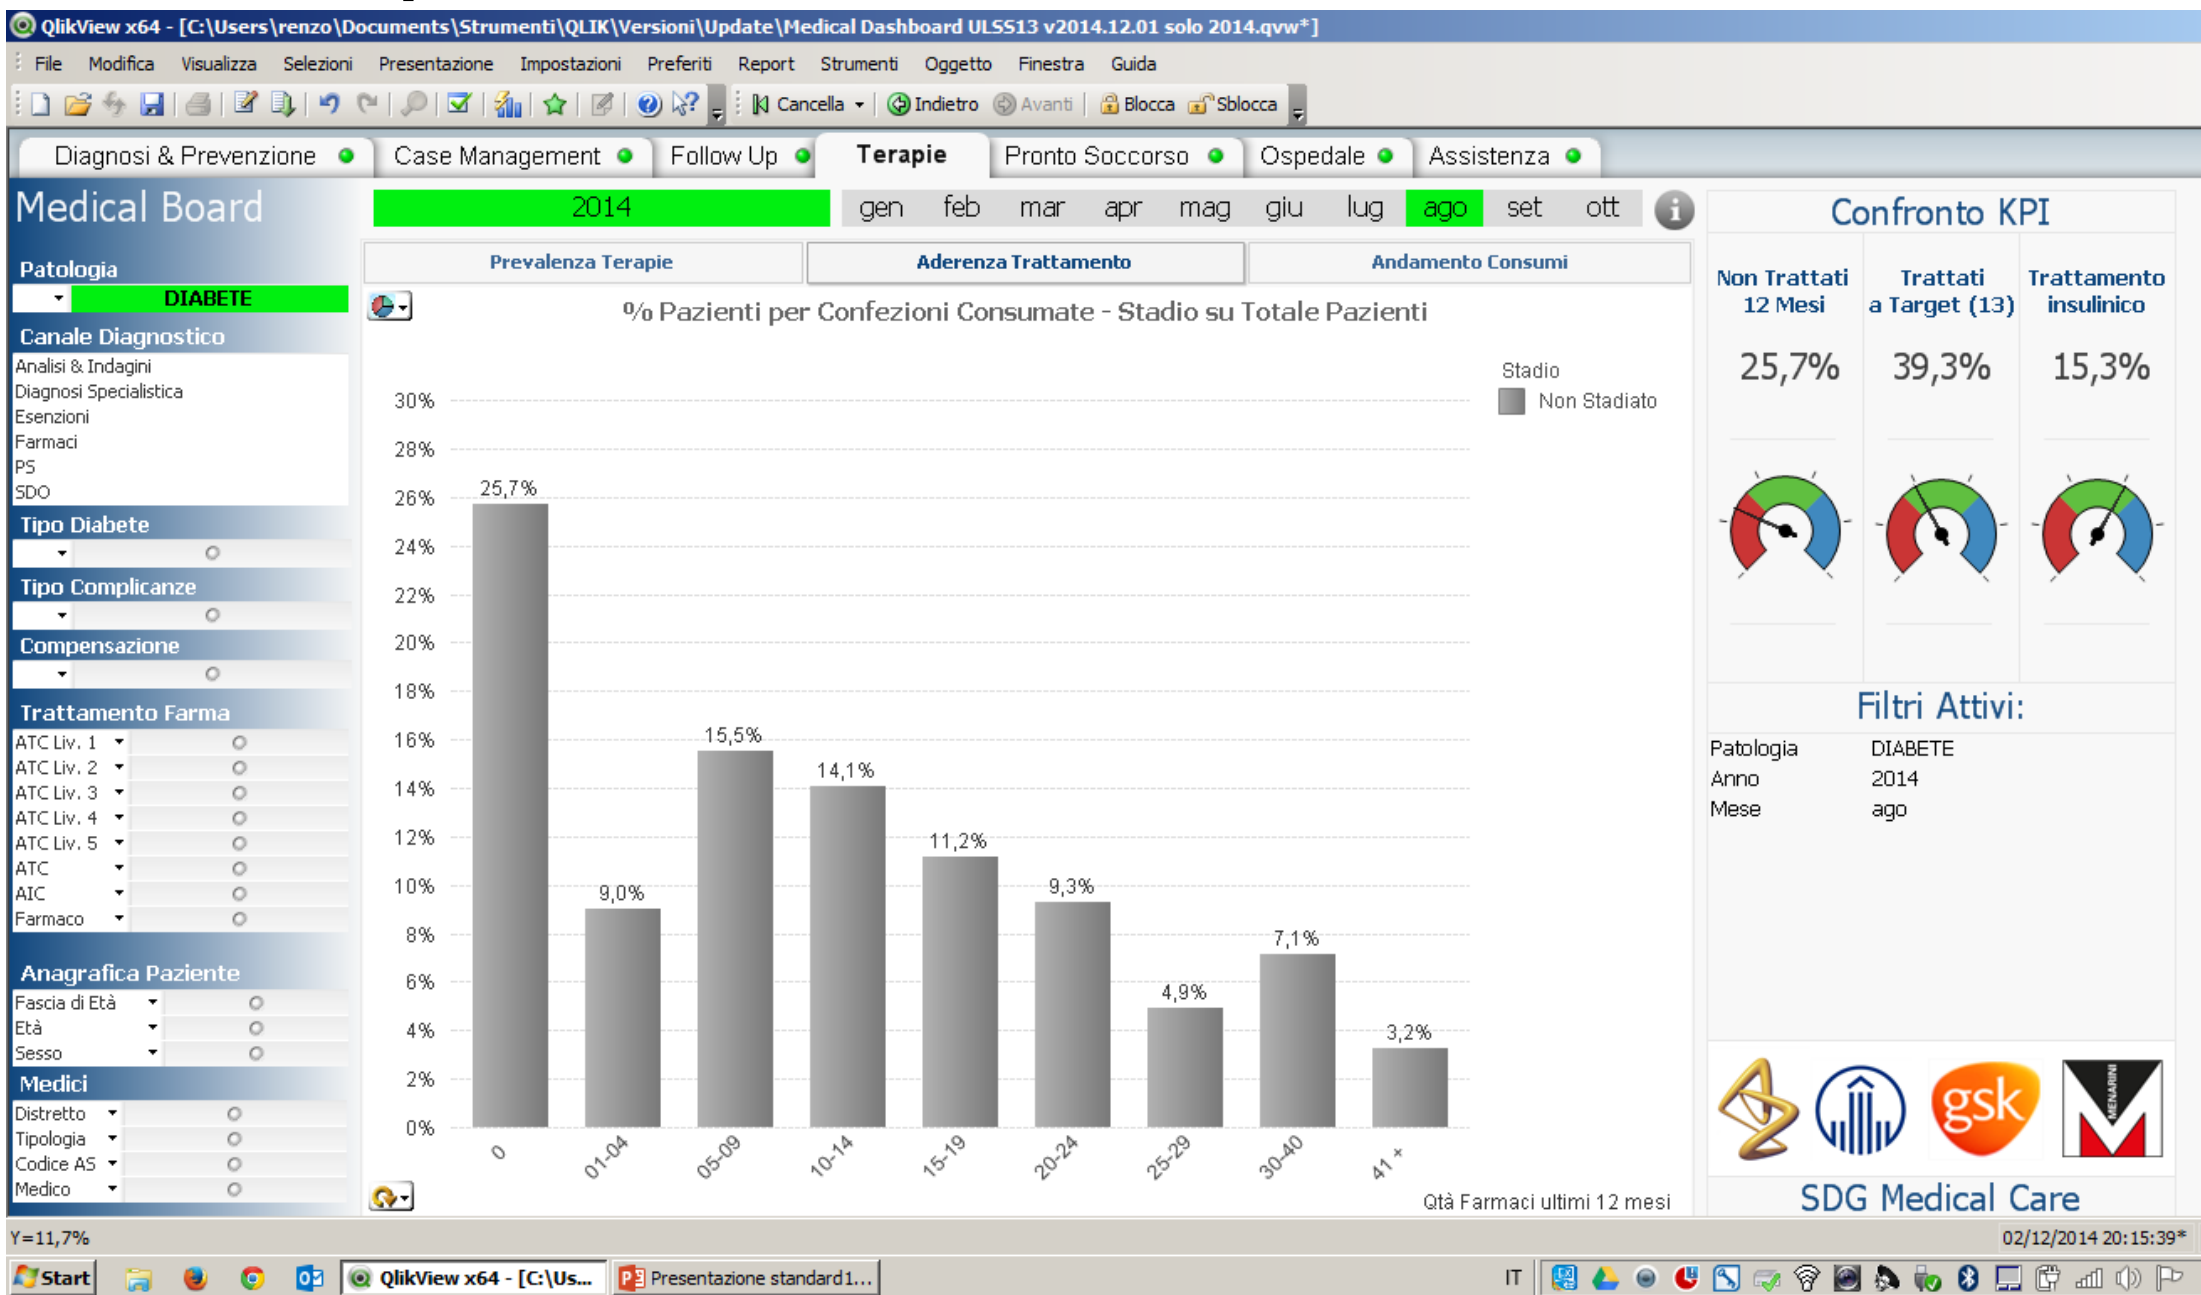 QlikView x64 - [C:\Users\renzo\Documents\Strumenti\QLIK\Versioni\Update\Medical Dashboard ULSS13 v2014.12.01 solo 2014.qvw*]
File Modifica Visualizza Selezioni Presentazione Impostazioni Preferiti Report Strumenti Oggetto Finestra Guida
Cancella Indietro Avanti Blocca Sblocca
Diagnosi & Prevenzione Case Management Follow Up Terapie Pronto Soccorso Ospedale Assistenza
Medical Board
2014 gen feb mar apr mag giu lug ago set ott i
Prevalenza Terapie Aderenza Trattamento Andamento Consumi
Patologia
DIABETE
Canale Diagnostico
Analisi & Indagini
Diagnosi Specialistica
Esenzioni
Farmaci
PS
SDO
Tipo Diabete
Tipo Complicanze
Compensazione
Trattamento Farma
ATC Liv. 1
ATC Liv. 2
ATC Liv. 3
ATC Liv. 4
ATC Liv. 5
ATC
AIC
Farmaco
Anagrafica Paziente
Fascia di Età
Età
Sesso
Medici
Distretto
Tipologia
Codice AS
Medico
% Pazienti per Confezioni Consumate - Stadio su Totale Pazienti
Stadio
Non Stadiato
30%
28%
26%
24%
22%
20%
18%
16%
14%
12%
10%
8%
6%
4%
2%
0%
25,7%
9,0%
15,5%
14,1%
11,2%
9,3%
4,9%
7,1%
3,2%
0 01-04 05-09 10-14 15-19 20-24 25-29 30-40 41 +
Qtà Farmaci ultimi 12 mesi
Confronto KPI
Non Trattati 12 Mesi
Trattati a Target (13)
Trattamento insulinico
25,7% 39,3% 15,3%
Filtri Attivi:
Patologia DIABETE
Anno 2014
Mese ago
gsk
MENARINI
SDG Medical Care
Y=11,7%
02/12/2014 20:15:39*
Start
QlikView x64 - [C:\Us...
Presentazione standard1...
IT